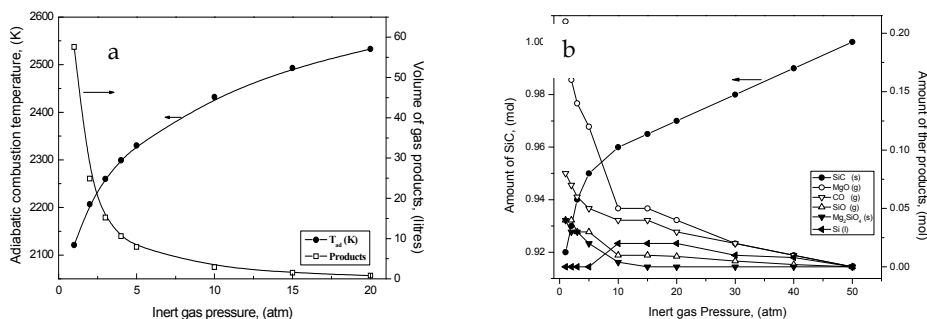 a
Adiabatic combustion temperature, (K)
2600
2500
2400
2300
2200
2100
60
50
40
30
20
10
0
Volume of gas products, (litres)
T_ad (K)
Products
0
5
10
15
20
Inert gas pressure, (atm)
b
Amount of SiC, (mol)
1.00
0.98
0.96
0.94
0.92
0.20
0.15
0.10
0.05
0.00
Amount of ther products, (mol)
SiC (s)
MgO (g)
CO (g)
SiO (g)
Mg₂SiO₄ (s)
Si (l)
0
10
20
30
40
50
Inert gas Pressure, (atm)